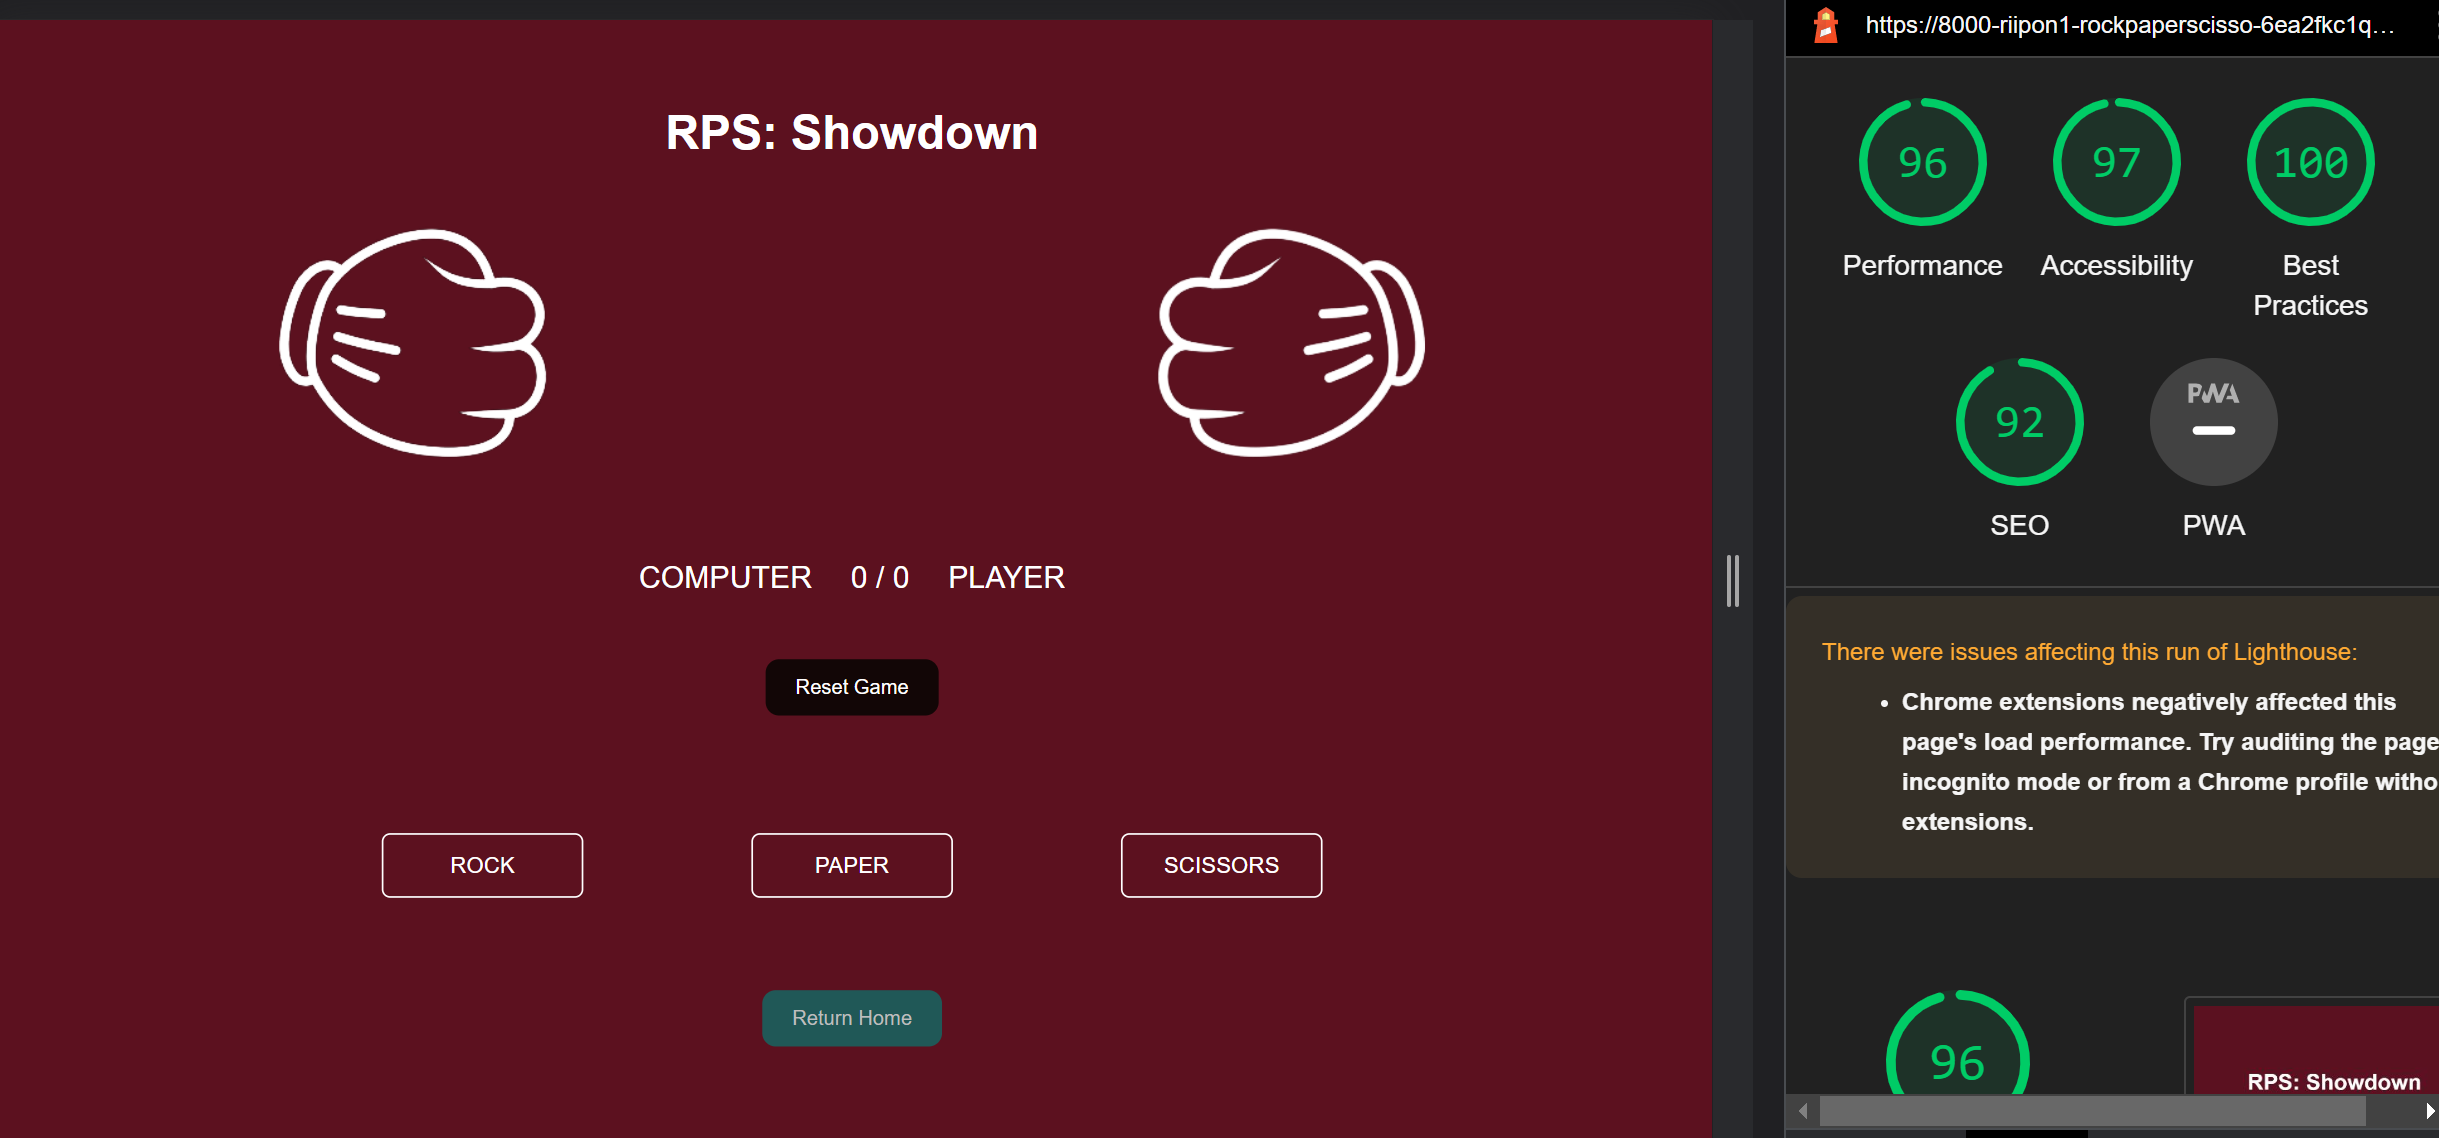 RPS: Showdown
COMPUTER 0 / 0 PLAYER
Reset Game
ROCK
PAPER
SCISSORS
Return Home
https://8000-riipon1-rockpaperscisso-6ea2fkc1q…
96
Performance
97
Accessibility
100
Best
Practices
92
SEO
PWA
PWA
There were issues affecting this run of Lighthouse:
• Chrome extensions negatively affected this
page's load performance. Try auditing the page
incognito mode or from a Chrome profile witho
extensions.
96
RPS: Showdown